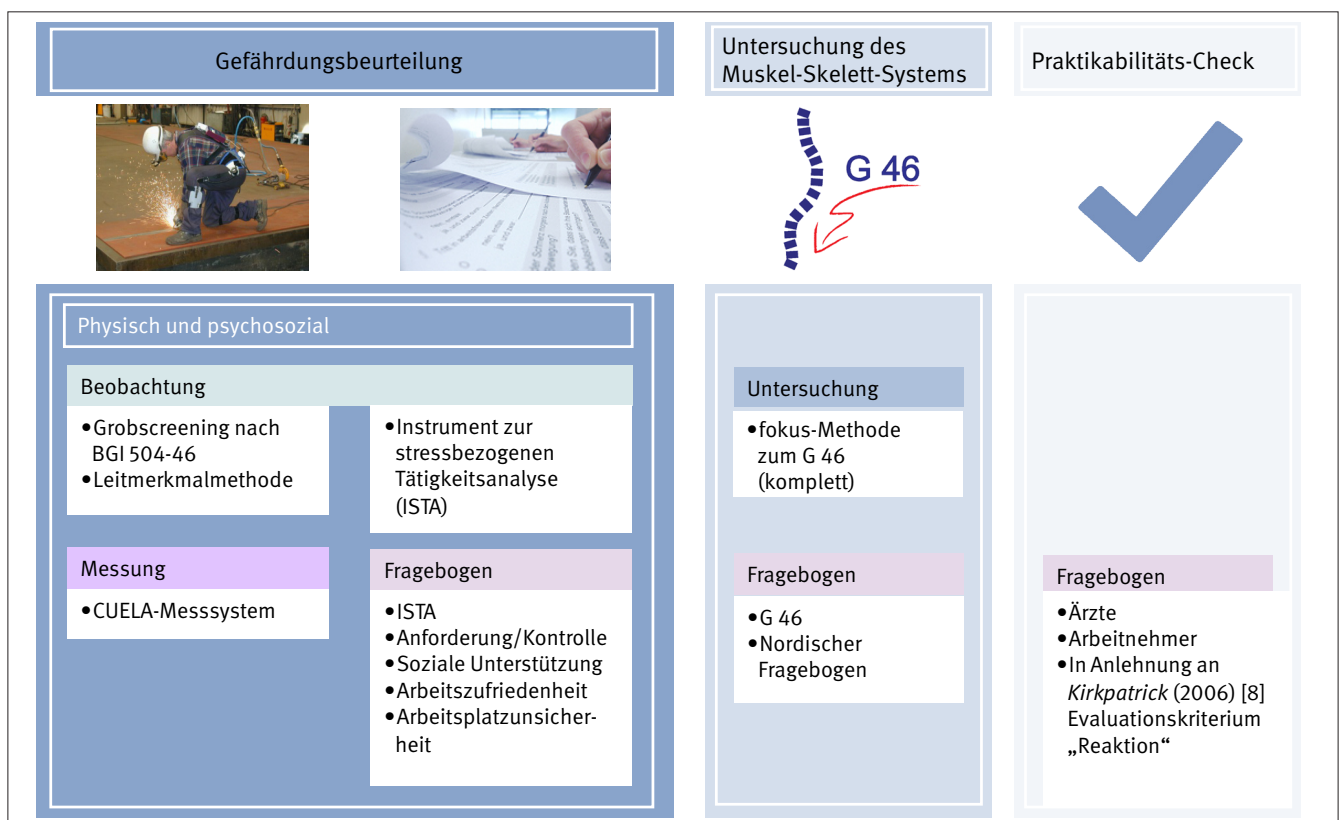 Gefährdungsbeurteilung
Untersuchung des
Muskel-Skelett-Systems
Praktikabilitäts-Check
G 46
Physisch und psychosozial
Beobachtung
•Grobscreening nach
BGI 504-46
•Leitmerkmalmethode
•Instrument zur
stressbezogenen
Tätigkeitsanalyse
(ISTA)
Messung
•CUELA-Messsystem
Fragebogen
•ISTA
•Anforderung/Kontrolle
•Soziale Unterstützung
•Arbeitszufriedenheit
•Arbeitsplatzunsicher-
heit
Untersuchung
•fokus-Methode
zum G 46
(komplett)
Fragebogen
•G 46
•Nordischer
Fragebogen
Fragebogen
•Ärzte
•Arbeitnehmer
•In Anlehnung an
Kirkpatrick (2006) [8]
Evaluationskriterium
„Reaktion“